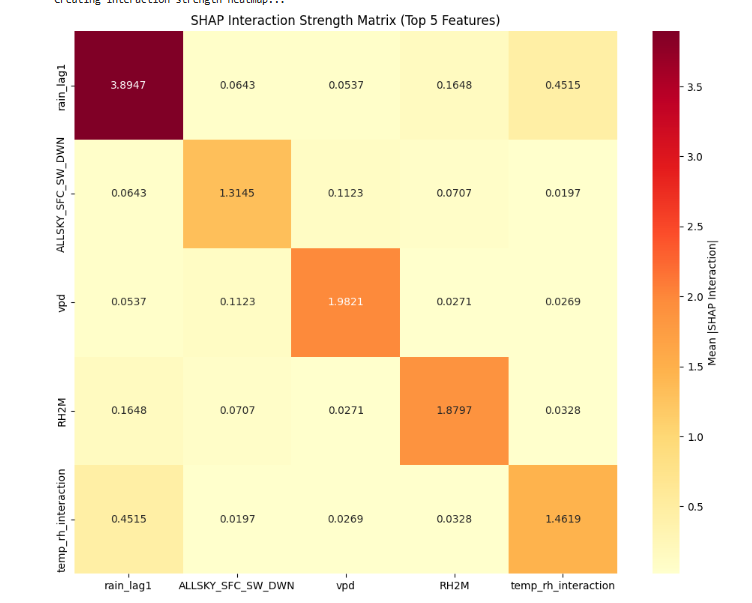 Creating interaction strength heatmap...
SHAP Interaction Strength Matrix (Top 5 Features)
rain_lag1 3.8947 0.0643 0.0537 0.1648 0.4515
ALLSKY_SFC_SW_DWN 0.0643 1.3145 0.1123 0.0707 0.0197
vpd 0.0537 0.1123 1.9821 0.0271 0.0269
RH2M 0.1648 0.0707 0.0271 1.8797 0.0328
temp_rh_interaction 0.4515 0.0197 0.0269 0.0328 1.4619
rain_lag1 ALLSKY_SFC_SW_DWN vpd RH2M temp_rh_interaction
3.5
3.0
2.5
2.0
1.5
1.0
0.5
Mean |SHAP Interaction|